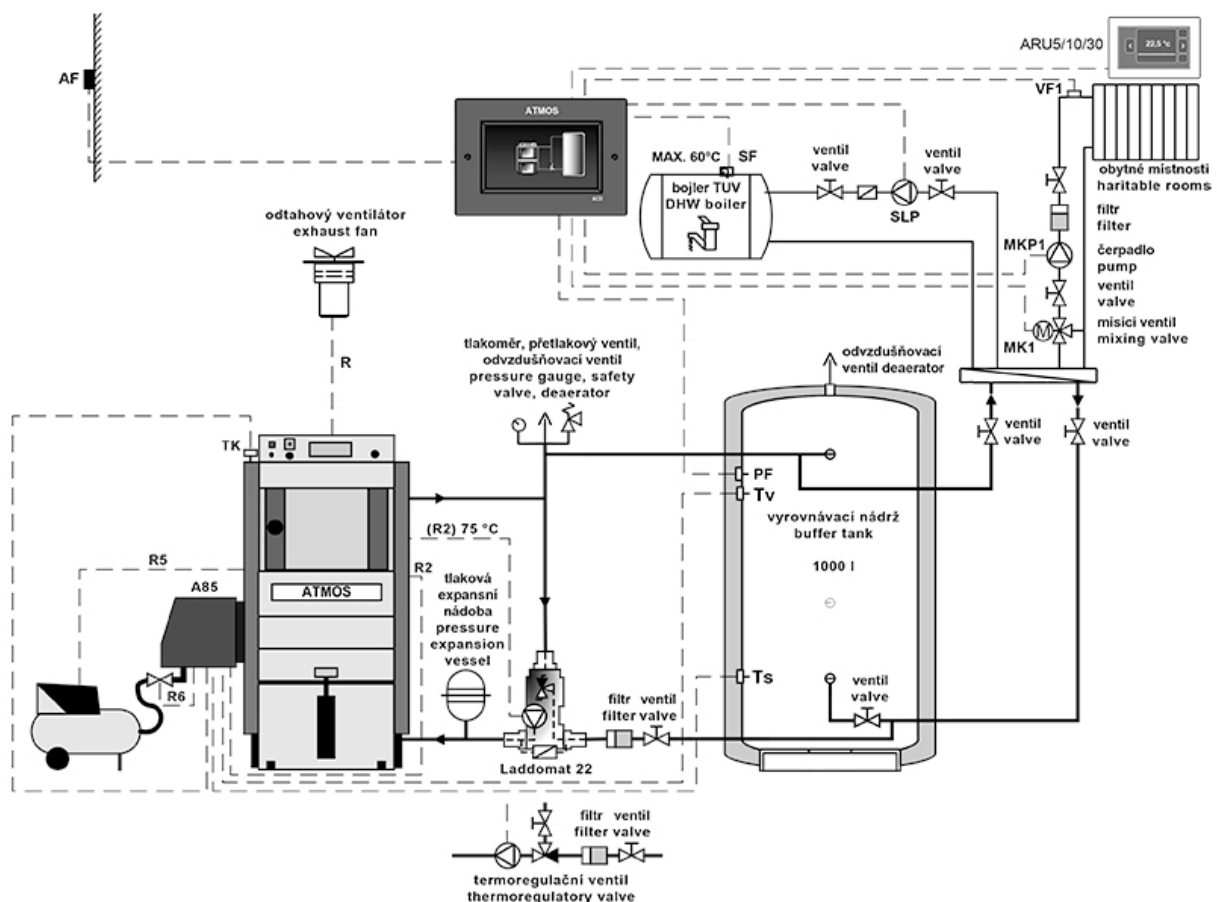 ARU5/10/30
22,5 °c
AF
VF1
ATMOS
ACD
MAX. 60°C
SF
ventil
valve
ventil
valve
bojler TUV
DHW boiler
SLP
obytné místnosti
haritable rooms
filtr
filter
MKP1
čerpadlo
pump
ventil
valve
misící ventil
mixing valve
MK1
odtahový ventilátor
exhaust fan
R
tlakoměr, přetlakový ventil,
odvzdušňovací ventil
pressure gauge, safety
valve, deaerator
odvzdušňovací
ventil deaerator
ventil
valve
ventil
valve
TK
PF
Tv
(R2) 75 °C
vyrovnávací nádrž
buffer tank
1000 l
R5
R2
A85
ATMOS
tlaková
expansní
nádoba
pressure
expansion
vessel
R6
Ts
ventil
valve
filtr ventil
filter valve
Laddomat 22
filtr ventil
filter valve
M
termoregulační ventil
thermoregulatory valve